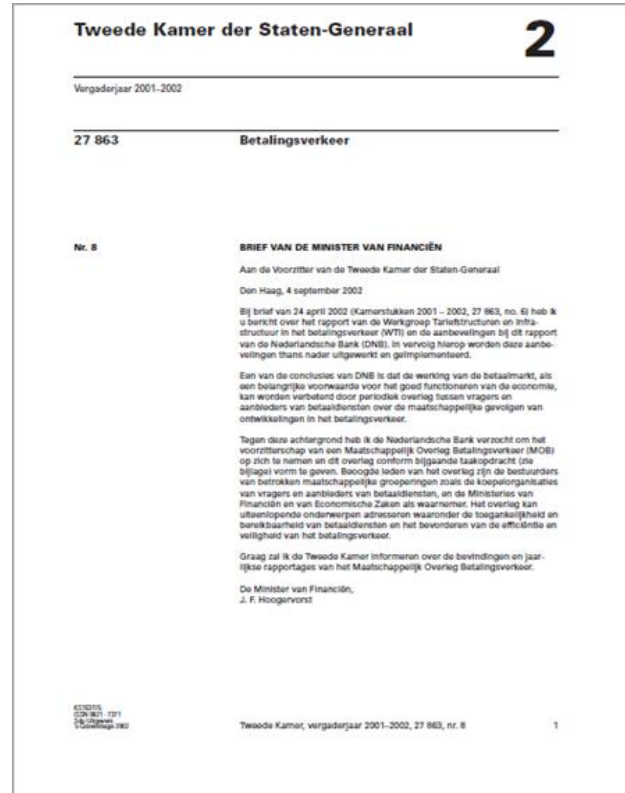 Tweede Kamer der Staten-Generaal 2
Vergaderjaar 2001–2002
27 863 Betalingsverkeer
Nr. 8 BRIEF VAN DE MINISTER VAN FINANCIËN
Aan de Voorzitter van de Tweede Kamer der Staten-Generaal
Den Haag, 4 september 2002
Bij brief van 24 april 2002 (Kamerstukken 2001 – 2002, 27 863, no. 6) heb ik
u bericht over het rapport van de Werkgroep Tariefstructuren en Infra-
structuur in het betalingsverkeer (WTI) en de aanbevelingen bij dit rapport
van de Nederlandsche Bank (DNB). In vervolg hierop worden deze aanbe-
velingen thans nader uitgewerkt en geïmplementeerd.
Een van de conclusies van DNB is dat de werking van de betaalmarkt, als
een belangrijke voorwaarde voor het goed functioneren van de economie,
kan worden verbeterd door periodiek overleg tussen vragers en
aanbieders van betaaldiensten over de maatschappelijke gevolgen van
ontwikkelingen in het betalingsverkeer.
Tegen deze achtergrond heb ik de Nederlandsche Bank verzocht om het
voorzitterschap van een Maatschappelijk Overleg Betalingsverkeer (MOB)
op zich te nemen en dit overleg conform bijgaande taakopdracht (zie
bijlage) vorm te geven. Beoogde leden van het overleg zijn de bestuurders
van betrokken maatschappelijke groeperingen zoals de koepelorganisaties
van vragers en aanbieders van betaaldiensten, en de Ministeries van
Financiën en van Economische Zaken als waarnemer. Het overleg kan
uiteenlopende onderwerpen adresseren waaronder de toegankelijkheid en
bereikbaarheid van betaaldiensten en het bevorderen van de efficiëntie en
veiligheid van het betalingsverkeer.
Graag zal ik de Tweede Kamer informeren over de bevindingen en jaar-
lijkse rapportages van het Maatschappelijk Overleg Betalingsverkeer.
De Minister van Financiën,
J. F. Hoogervorst
ISSN 0921 - 7371
Sdu Uitgevers
's-Gravenhage 2002
Tweede Kamer, vergaderjaar 2001–2002, 27 863, nr. 8 1